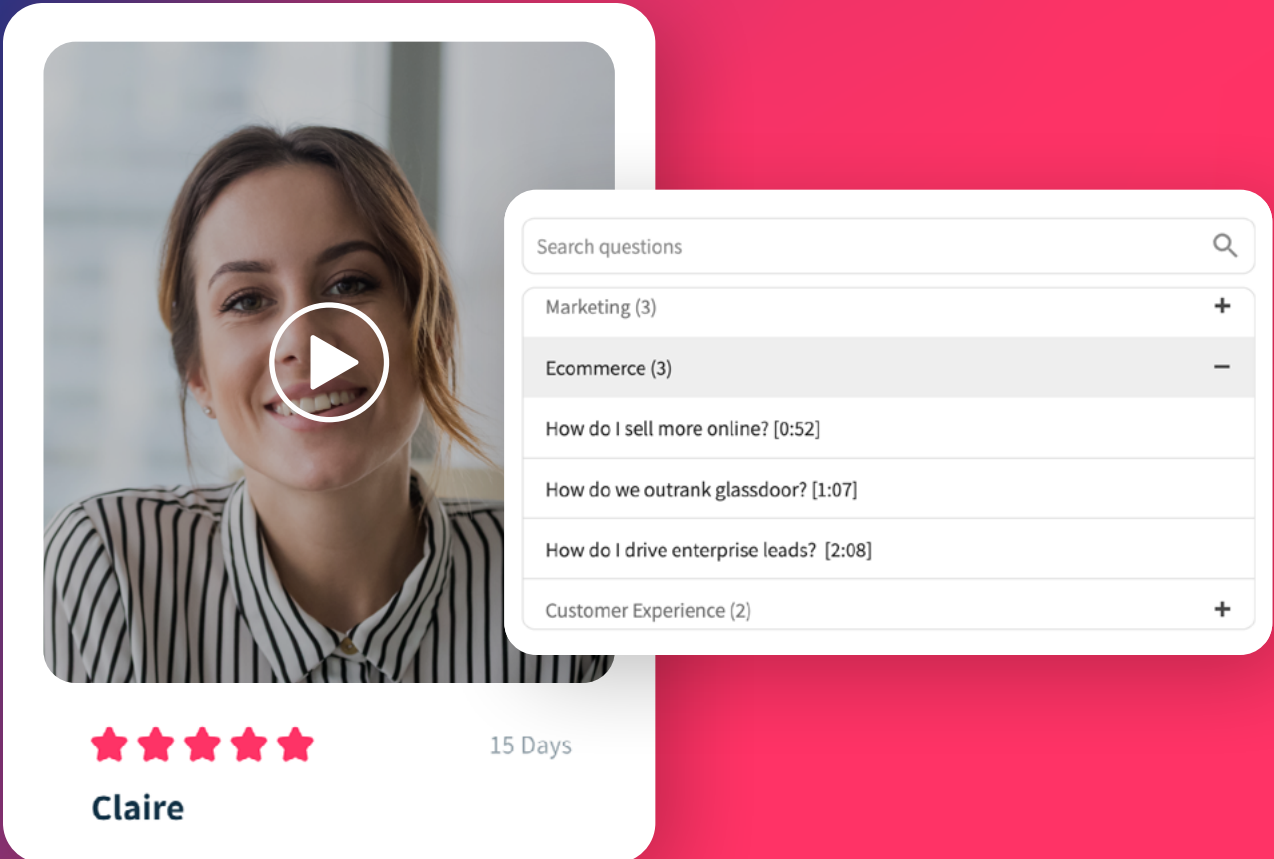 Search questions
Marketing (3)
Ecommerce (3)
How do I sell more online? [0:52]
How do we outrank glassdoor? [1:07]
How do I drive enterprise leads? [2:08]
Customer Experience (2)
15 Days
Claire